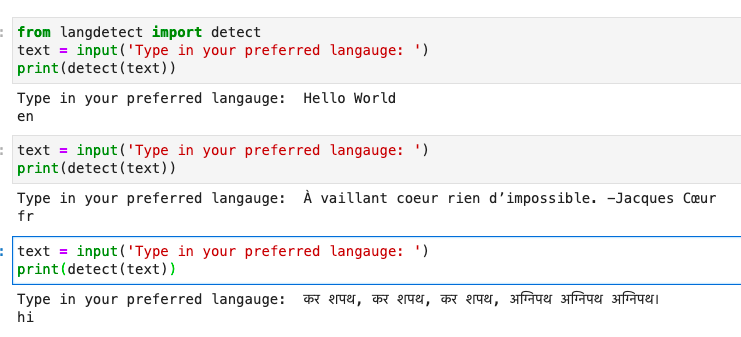 from langdetect import detect
text = input('Type in your preferred langauge: ')
print(detect(text))
Type in your preferred langauge: Hello World
en
text = input('Type in your preferred langauge: ')
print(detect(text))
Type in your preferred langauge: À vaillant coeur rien d’impossible. —Jacques Cœur
fr
text = input('Type in your preferred langauge: ')
print(detect(text))
Type in your preferred langauge: कर शपथ, कर शपथ, कर शपथ, अग्निपथ अग्निपथ अग्निपथ।
hi